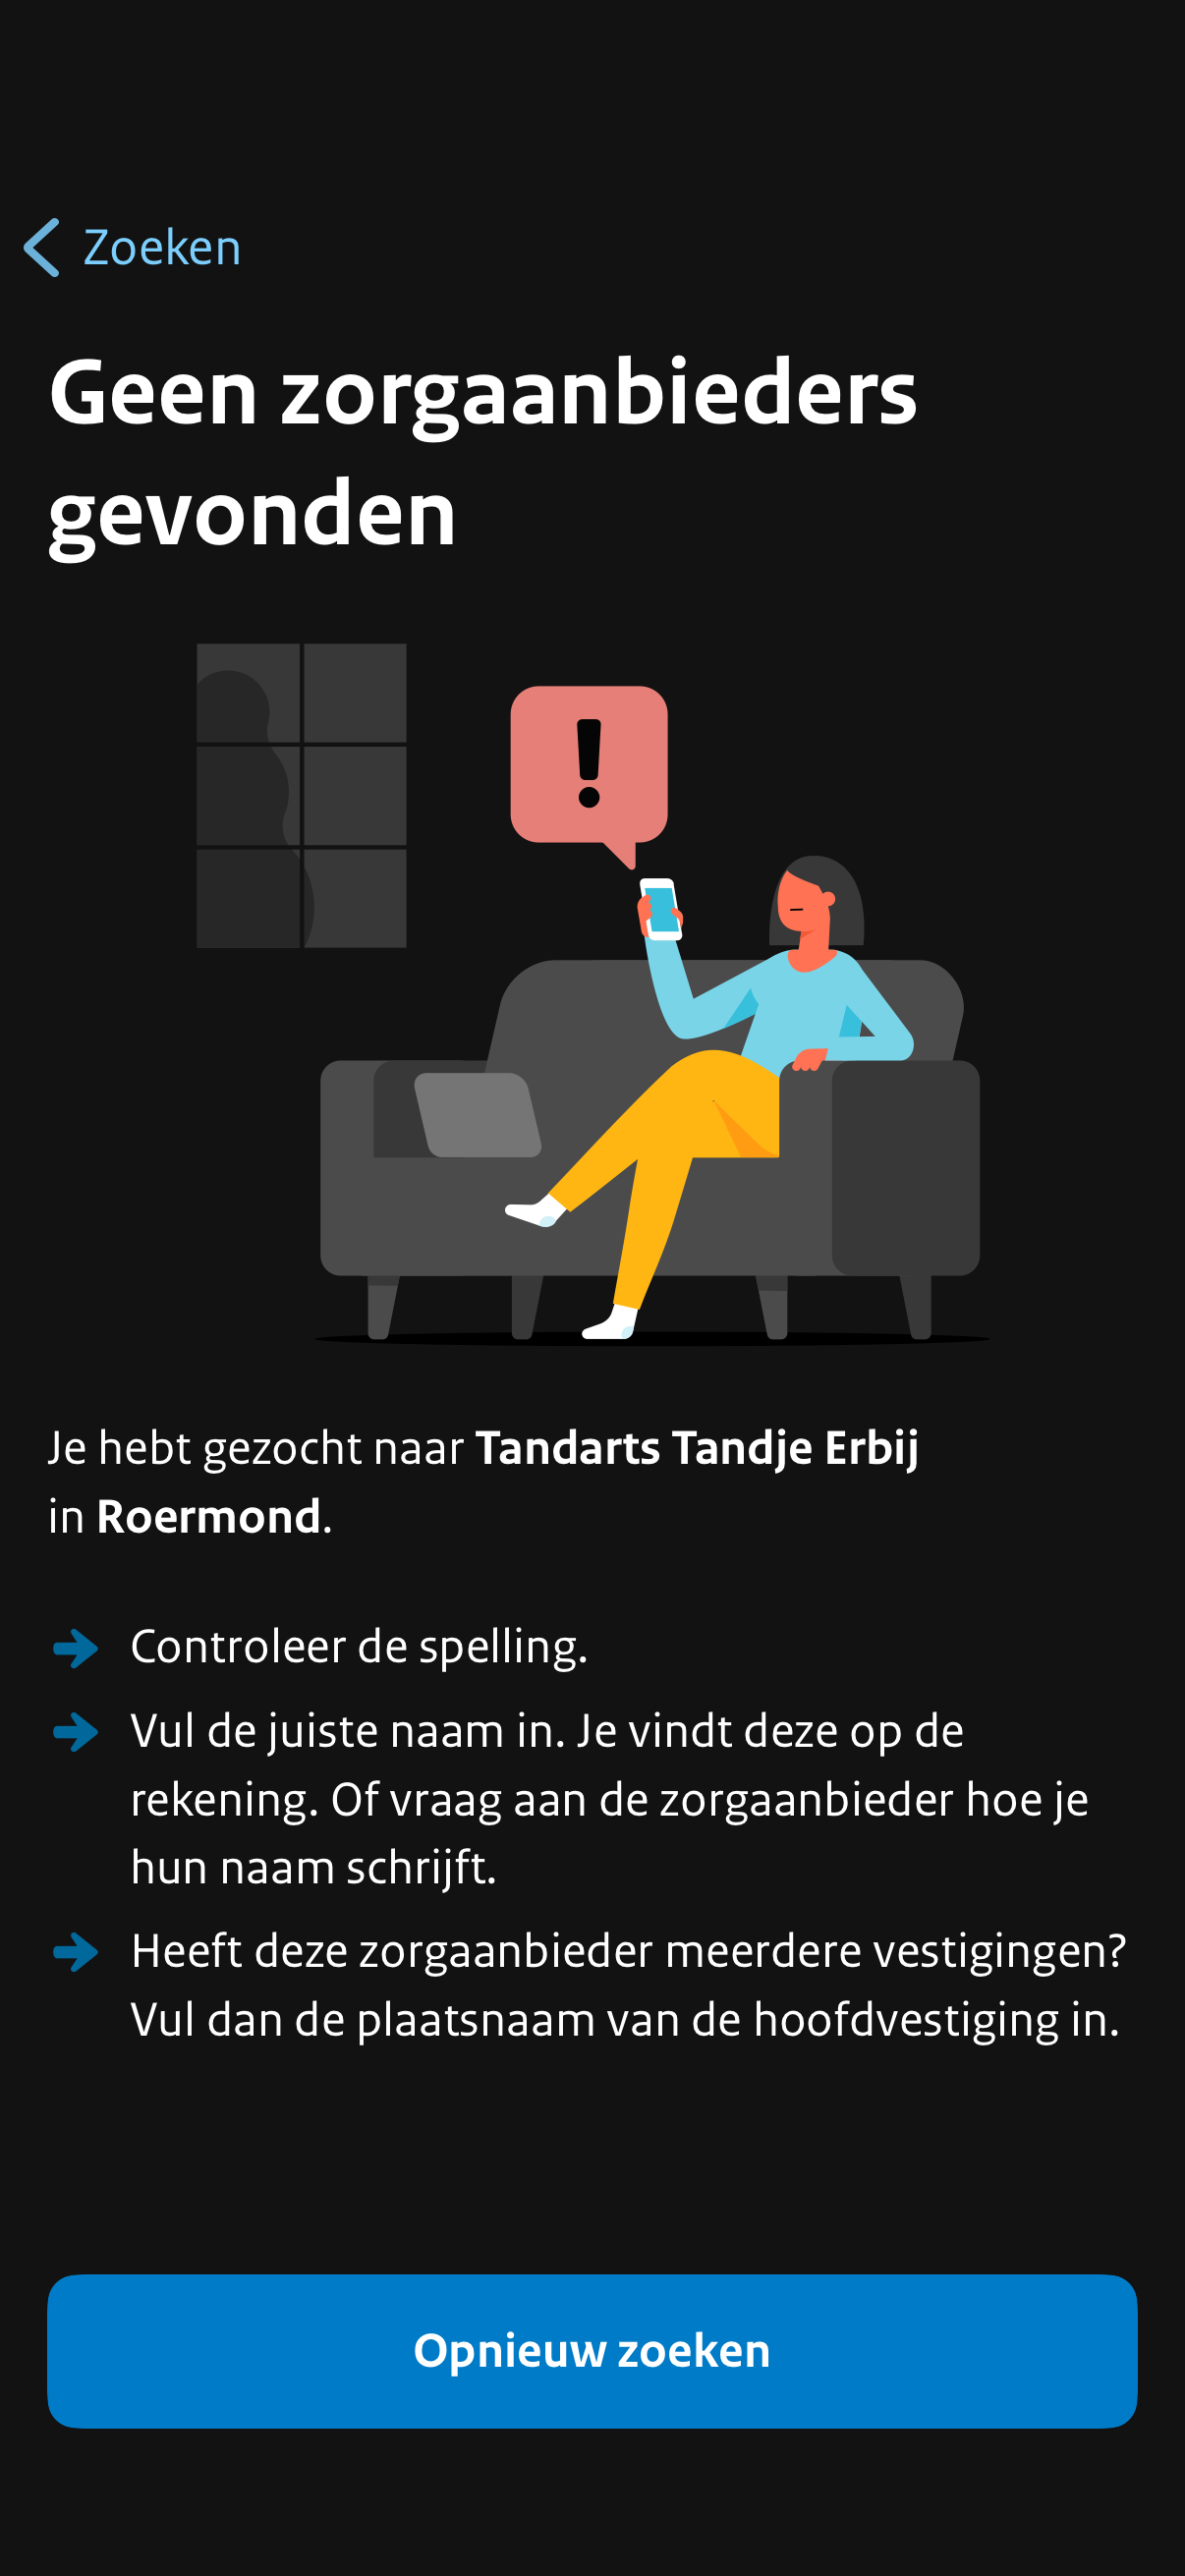 Zoeken
Geen zorgaanbieders
gevonden
!
Je hebt gezocht naar Tandarts Tandje Erbij
in Roermond.
Controleer de spelling.
Vul de juiste naam in. Je vindt deze op de
rekening. Of vraag aan de zorgaanbieder hoe je
hun naam schrijft.
Heeft deze zorgaanbieder meerdere vestigingen?
Vul dan de plaatsnaam van de hoofdvestiging in.
Opnieuw zoeken